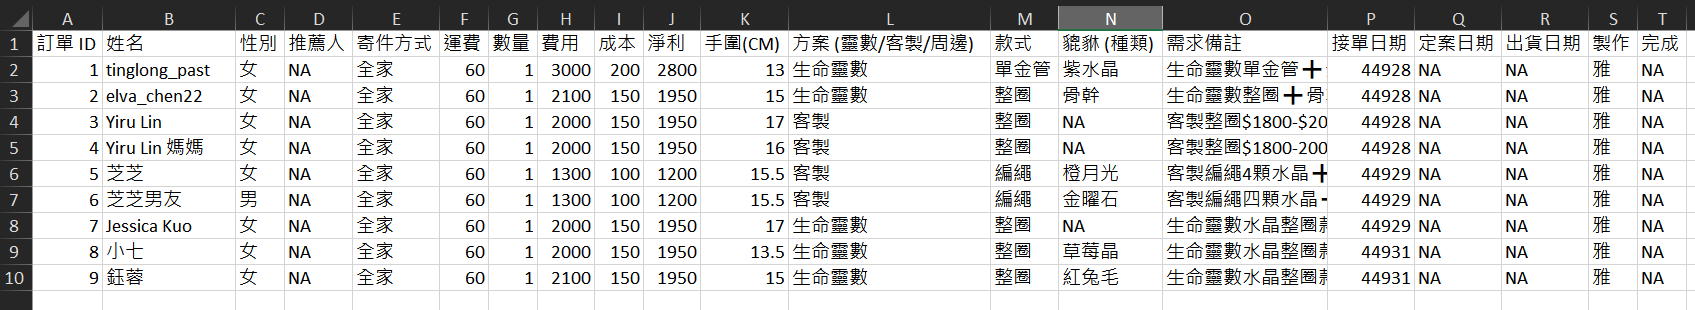 A B C D E F G H I J K L M N O P Q R S T
1 訂單 ID 姓名 性別 推薦人 寄件方式 運費 數量 費用 成本 淨利 手圍(CM) 方案 (靈數/客製/周邊) 款式 貔貅 (種類) 需求備註 接單日期 定案日期 出貨日期 製作 完成
2 1 tinglong_past 女 NA 全家 60 1 3000 200 2800 13 生命靈數 單金管 紫水晶 生命靈數單金管➕ 44928 NA NA 雅 NA
3 2 elva_chen22 女 NA 全家 60 1 2100 150 1950 15 生命靈數 整圈 骨幹 生命靈數整圈➕骨 44928 NA NA 雅 NA
4 3 Yiru Lin 女 NA 全家 60 1 2000 150 1950 17 客製 整圈 NA 客製整圈$1800-$20 44928 NA NA 雅 NA
5 4 Yiru Lin 媽媽 女 NA 全家 60 1 2000 150 1950 16 客製 整圈 NA 客製整圈$1800-200 44928 NA NA 雅 NA
6 5 芝芝 女 NA 全家 60 1 1300 100 1200 15.5 客製 編繩 橙月光 客製編繩4顆水晶➕ 44929 NA NA 雅 NA
7 6 芝芝男友 男 NA 全家 60 1 1300 100 1200 15.5 客製 編繩 金曜石 客製編繩四顆水晶 44929 NA NA 雅 NA
8 7 Jessica Kuo 女 NA 全家 60 1 2000 150 1950 17 生命靈數 整圈 NA 生命靈數水晶整圈款 44929 NA NA 雅 NA
9 8 小七 女 NA 全家 60 1 2000 150 1950 13.5 生命靈數 整圈 草莓晶 生命靈數水晶整圈款 44931 NA NA 雅 NA
10 9 鈺蓉 女 NA 全家 60 1 2100 150 1950 15 生命靈數 整圈 紅兔毛 生命靈數水晶整圈款 44931 NA NA 雅 NA